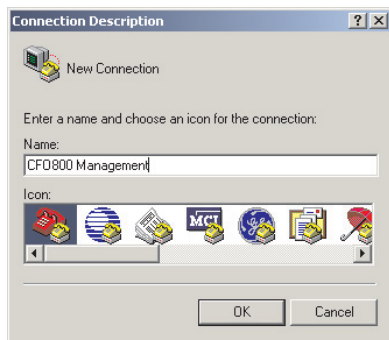 Connection Description
New Connection
Enter a name and choose an icon for the connection:
Name:
CFO800 Management
Icon:
MCI
OK
Cancel